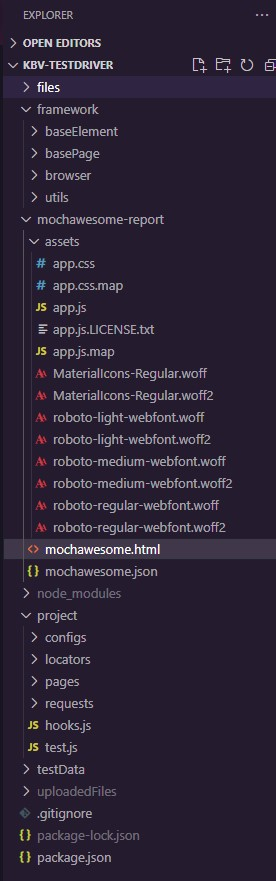 EXPLORER
OPEN EDITORS
KBV-TESTDRIVER
files
framework
baseElement
basePage
browser
utils
mochawesome-report
assets
# app.css
app.css.map
JS app.js
app.js.LICENSE.txt
JS app.js.map
MaterialIcons-Regular.woff
MaterialIcons-Regular.woff2
roboto-light-webfont.woff
roboto-light-webfont.woff2
roboto-medium-webfont.woff
roboto-medium-webfont.woff2
roboto-regular-webfont.woff
roboto-regular-webfont.woff2
<> mochawesome.html
{} mochawesome.json
node_modules
project
configs
locators
pages
requests
JS hooks.js
JS test.js
testData
uploadedFiles
.gitignore
{} package-lock.json
{} package.json